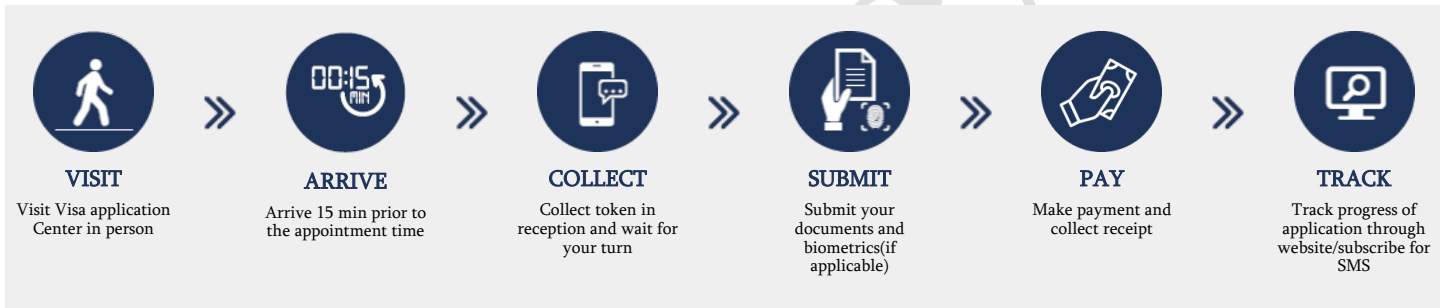 VISIT
Visit Visa application
Center in person
00:15
MIN
ARRIVE
Arrive 15 min prior to
the appointment time
COLLECT
Collect token in
reception and wait for
your turn
SUBMIT
Submit your
documents and
biometrics(if
applicable)
PAY
Make payment and
collect receipt
TRACK
Track progress of
application through
website/subscribe for
SMS